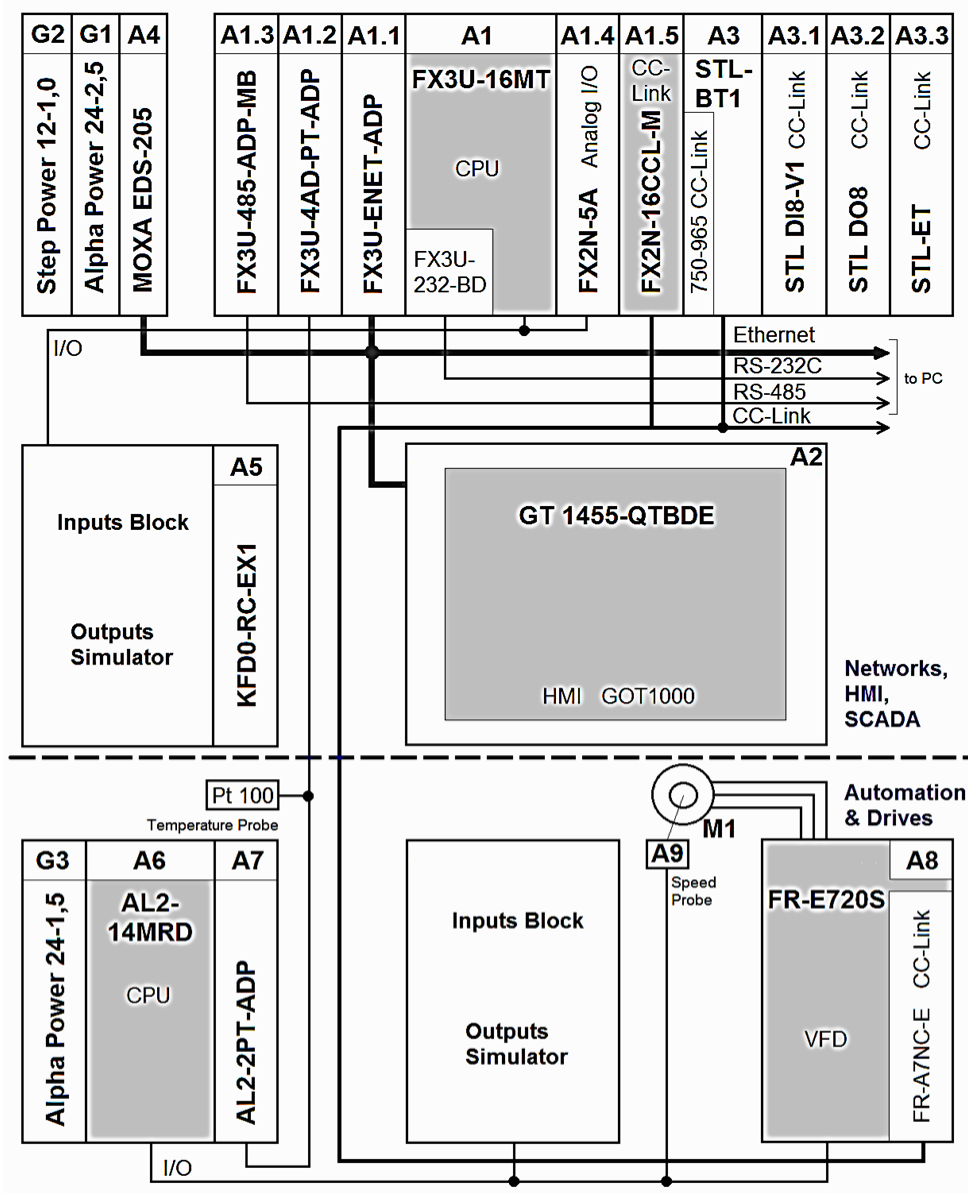 G2
G1
A4
A1.3
A1.2
A1.1
A1
A1.4
A1.5
A3
A3.1
A3.2
A3.3
Step Power 12-1,0
Alpha Power 24-2,5
MOXA EDS-205
FX3U-485-ADP-MB
FX3U-4AD-PT-ADP
FX3U-ENET-ADP
FX3U-16MT
CPU
FX3U-
232-BD
FX2N-5A Analog I/O
CC-
Link
FX2N-16CCL-M
STL-
BT1
750-965 CC-Link
STL DI8-V1 CC-Link
STL DO8 CC-Link
STL-ET CC-Link
I/O
Ethernet
RS-232C
RS-485
CC-Link
to PC
A5
Inputs Block
Outputs
Simulator
KFD0-RC-EX1
A2
GT 1455-QTBDE
HMI GOT1000
Networks,
HMI,
SCADA
Pt 100
Temperature Probe
M1
Automation
& Drives
A9
Speed
Probe
G3
A6
A7
Alpha Power 24-1,5
AL2-
14MRD
CPU
AL2-2PT-ADP
Inputs Block
Outputs
Simulator
A8
FR-E720S
VFD
FR-A7NC-E CC-Link
I/O